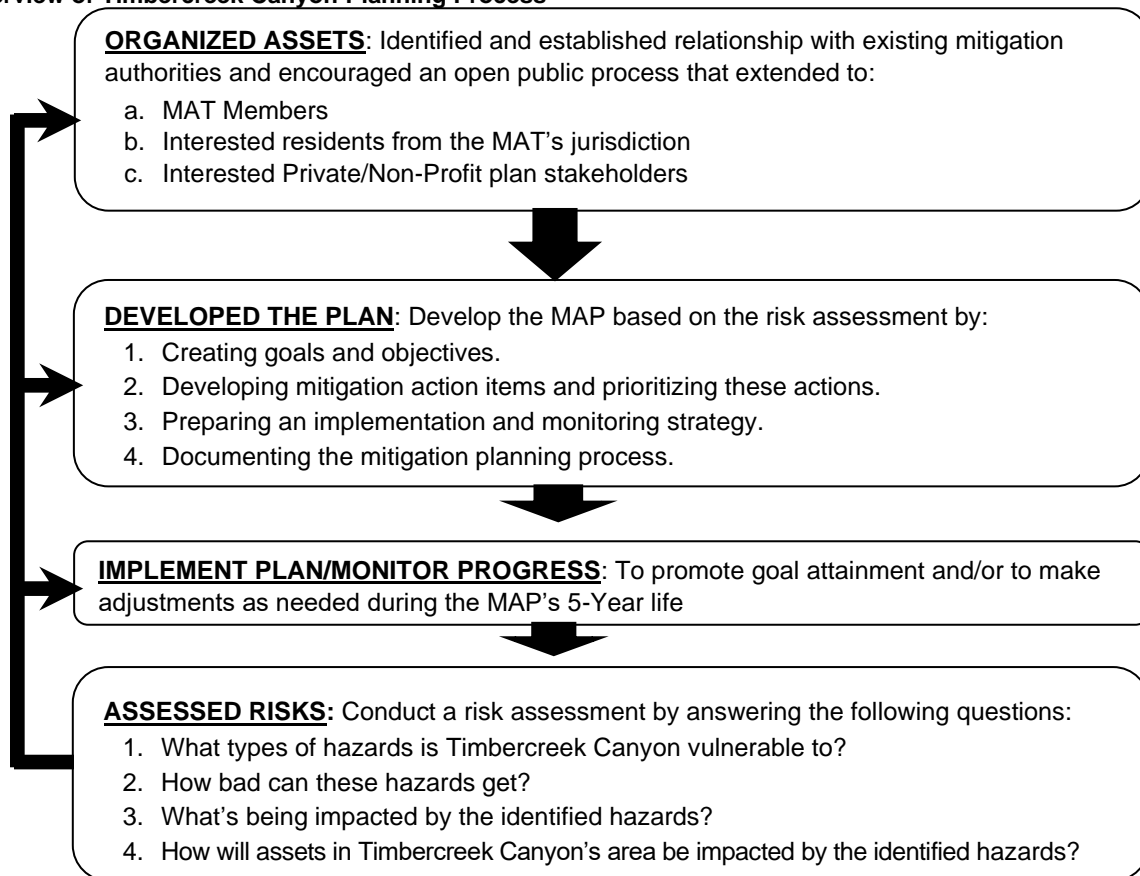 of Timbercreek Canyon Planning Process
ORGANIZED ASSETS: Identified and established relationship with existing mitigation
authorities and encouraged an open public process that extended to:
a. MAT Members
b. Interested residents from the MAT’s jurisdiction
c. Interested Private/Non-Profit plan stakeholders
DEVELOPED THE PLAN: Develop the MAP based on the risk assessment by:
1. Creating goals and objectives.
2. Developing mitigation action items and prioritizing these actions.
3. Preparing an implementation and monitoring strategy.
4. Documenting the mitigation planning process.
IMPLEMENT PLAN/MONITOR PROGRESS: To promote goal attainment and/or to make
adjustments as needed during the MAP’s 5-Year life
ASSESSED RISKS: Conduct a risk assessment by answering the following questions:
1. What types of hazards is Timbercreek Canyon vulnerable to?
2. How bad can these hazards get?
3. What’s being impacted by the identified hazards?
4. How will assets in Timbercreek Canyon’s area be impacted by the identified hazards?